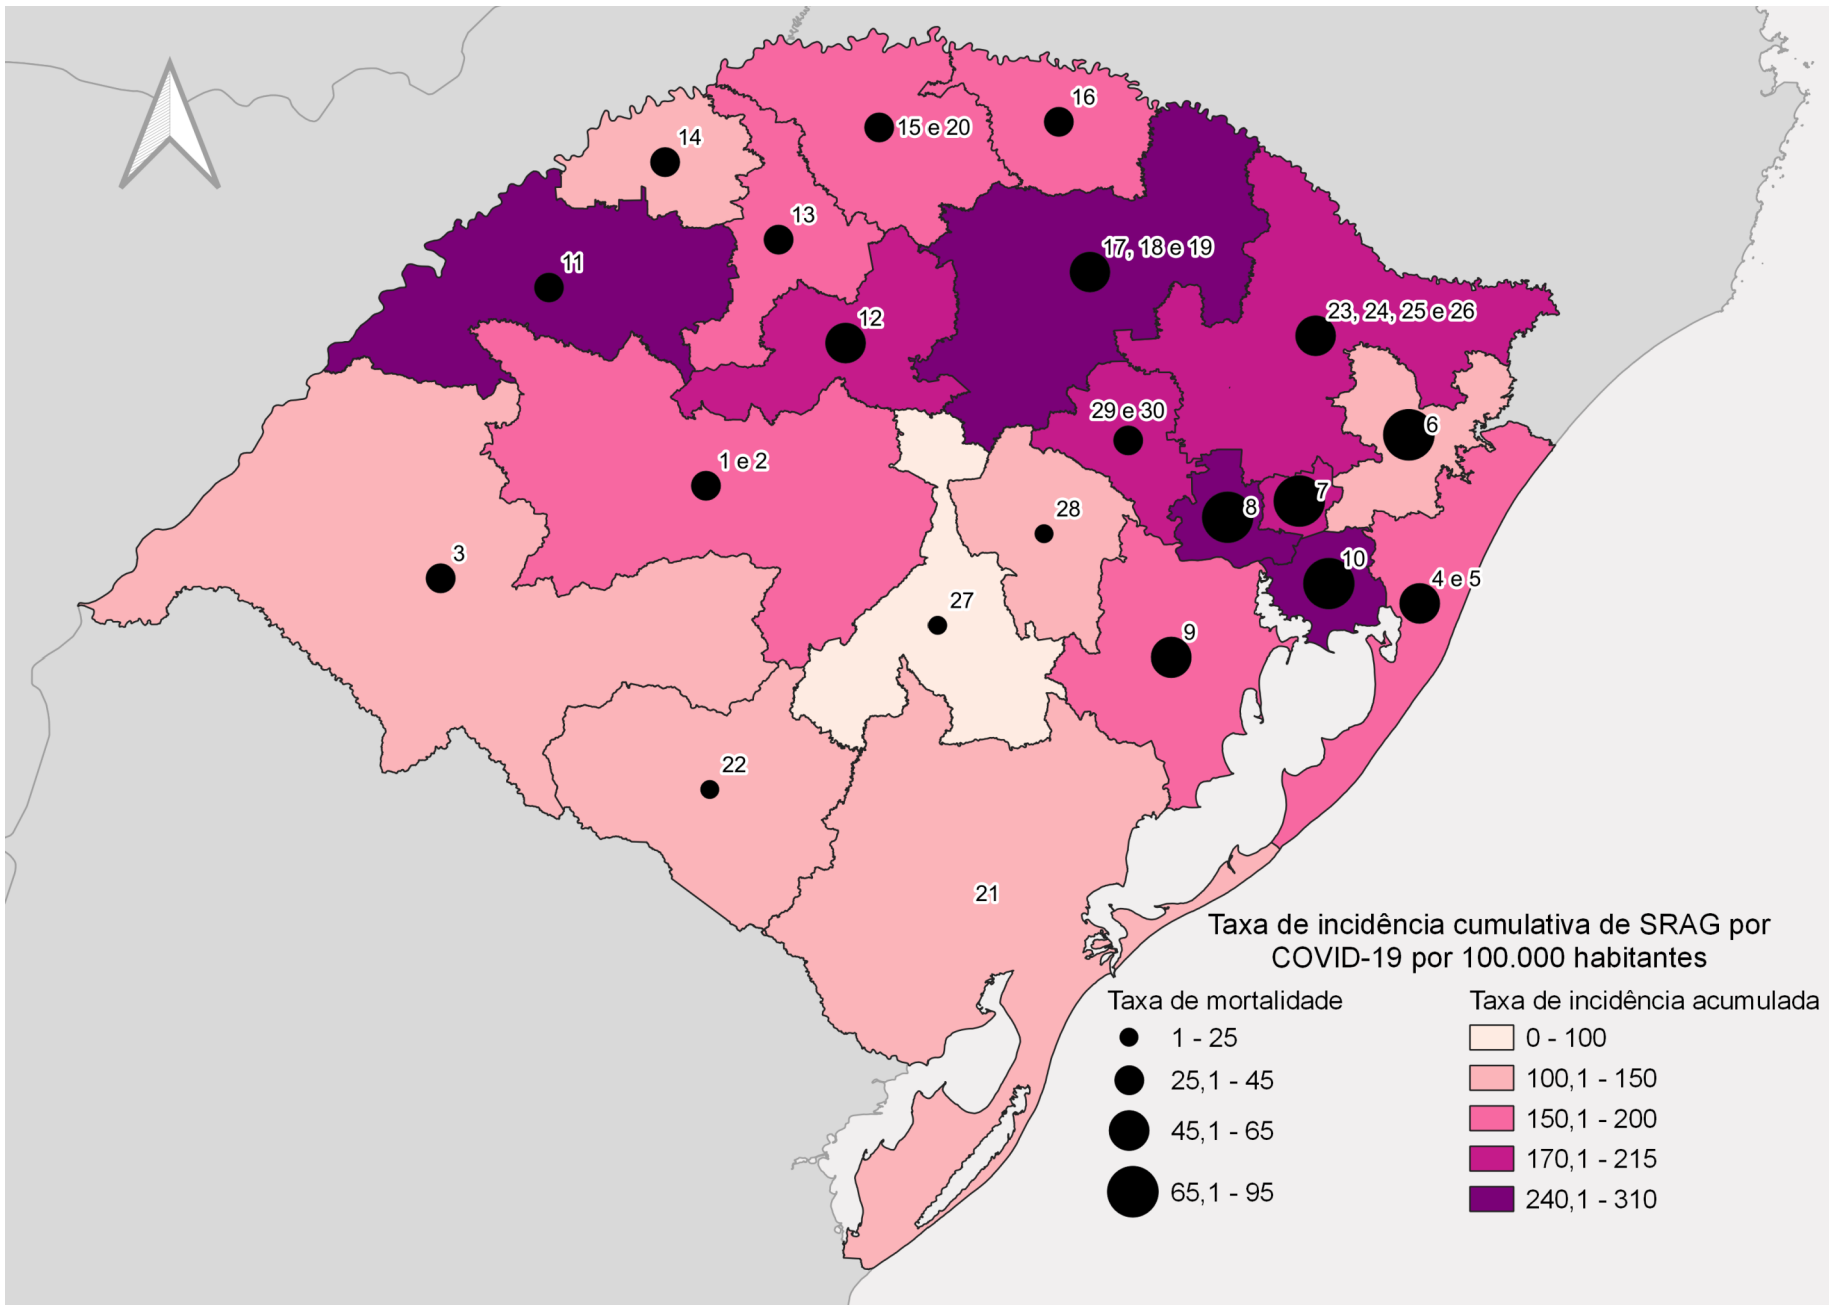 16
15 e 20
14
13
17, 18 e 19
11
23, 24, 25 e 26
12
29 e 30
6
1 e 2
7
8
28
3
10
4 e 5
27
9
22
21
Taxa de incidência cumulativa de SRAG por
COVID-19 por 100.000 habitantes
Taxa de mortalidade
1 - 25
25,1 - 45
45,1 - 65
65,1 - 95
Taxa de incidência acumulada
0 - 100
100,1 - 150
150,1 - 200
170,1 - 215
240,1 - 310